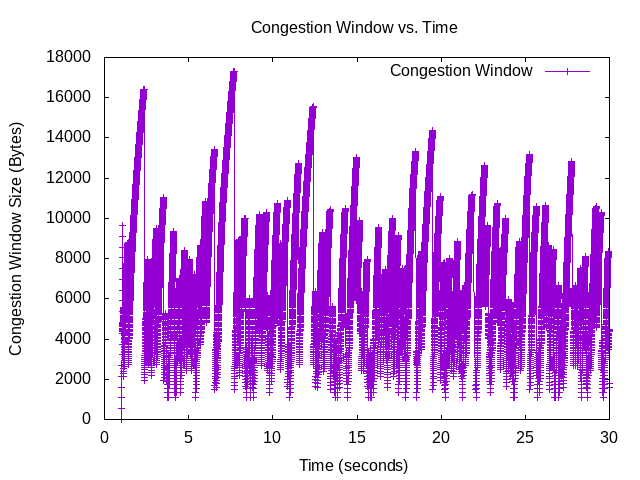 Congestion Window vs. Time
Congestion Window
18000
16000
14000
12000
10000
8000
6000
4000
2000
0
Congestion Window Size (Bytes)
0 5 10 15 20 25 30
Time (seconds)